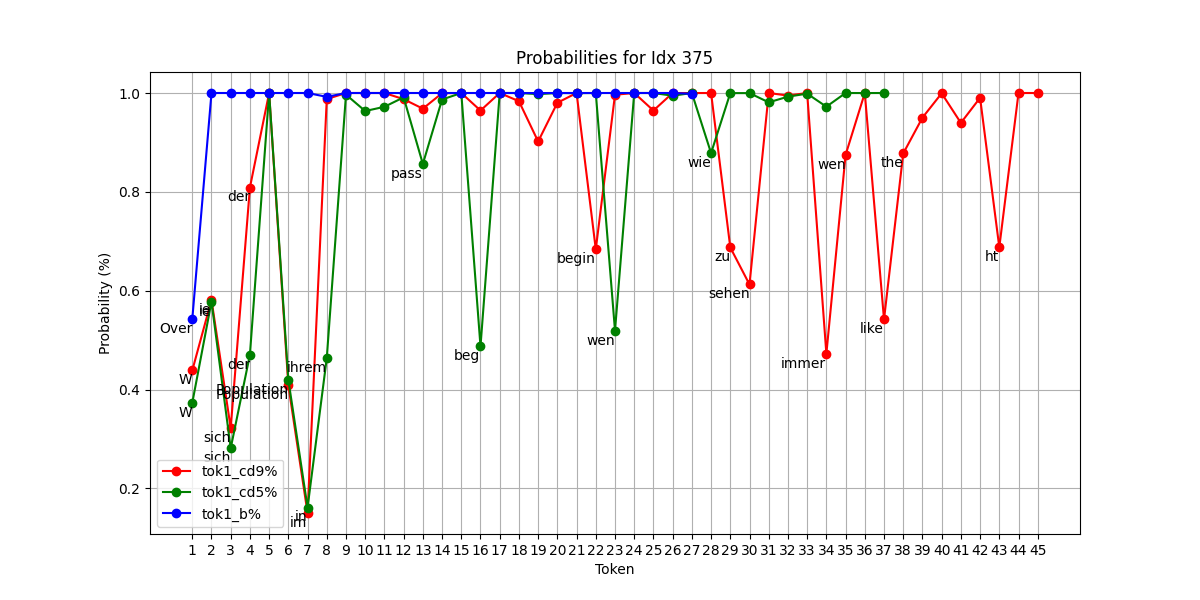 Probabilities for Idx 375
Probability (%)
1.0
0.8
0.6
0.4
0.2
Over
W
W
ie
ie
sich
sich
der
der
Population
Population
im
in
ihrem
pass
beg
begin
wen
wie
zu
sehen
immer
wen
like
the
ht
tok1_cd9%
tok1_cd5%
tok1_b%
1 2 3 4 5 6 7 8 9 10 11 12 13 14 15 16 17 18 19 20 21 22 23 24 25 26 27 28 29 30 31 32 33 34 35 36 37 38 39 40 41 42 43 44 45
Token